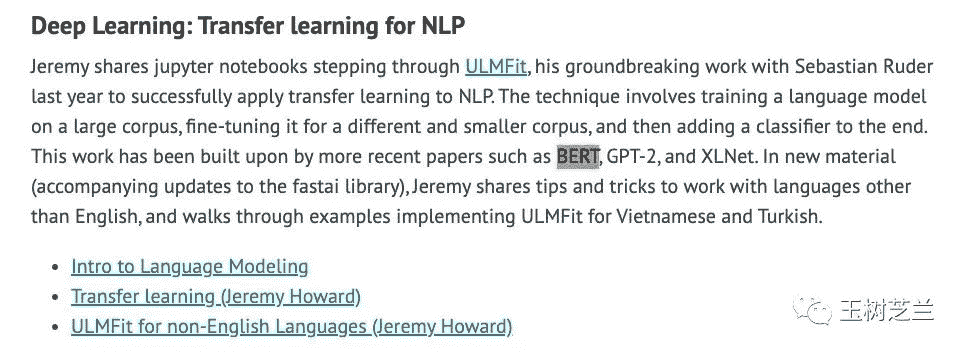 Deep Learning: Transfer learning for NLP
Jeremy shares jupyter notebooks stepping through ULMFit, his groundbreaking work with Sebastian Ruder
last year to successfully apply transfer learning to NLP. The technique involves training a language model
on a large corpus, fine-tuning it for a different and smaller corpus, and then adding a classifier to the end.
This work has been built upon by more recent papers such as BERT, GPT-2, and XLNet. In new material
(accompanying updates to the fastai library), Jeremy shares tips and tricks to work with languages other
than English, and walks through examples implementing ULMFit for Vietnamese and Turkish.
• Intro to Language Modeling
• Transfer learning (Jeremy Howard)
• ULMFit for non-English Languages (Jeremy Howard)
玉树芝兰